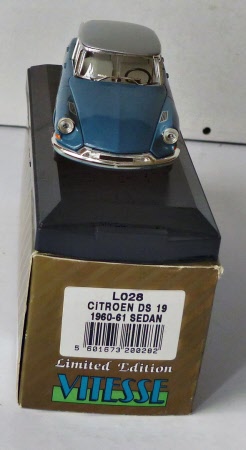 L028
CITROEN DS 19
1960-61 SEDAN
5 601673 200282
Limited Edition
VITESSE